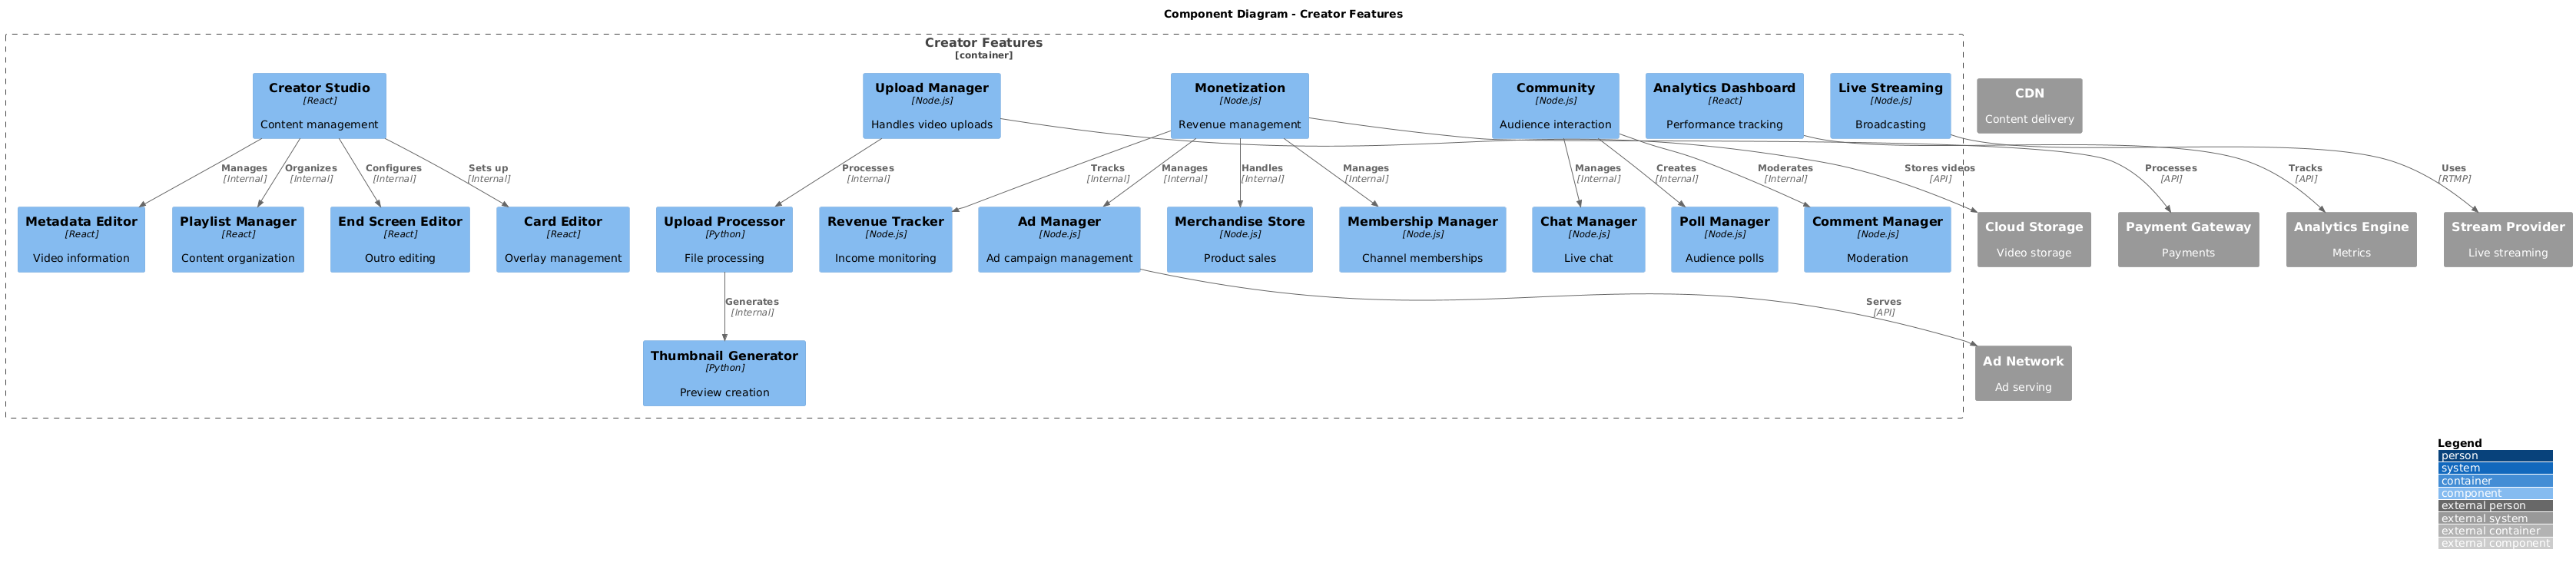 Component Diagram - Creator Features
Creator Features
[container]
Creator Studio
[React]
Content management
Upload Manager
[Node.js]
Handles video uploads
Monetization
[Node.js]
Revenue management
Community
[Node.js]
Audience interaction
Analytics Dashboard
[React]
Performance tracking
Live Streaming
[Node.js]
Broadcasting
CDN
Content delivery
Manages
[Internal]
Organizes
[Internal]
Configures
[Internal]
Sets up
[Internal]
Processes
[Internal]
Tracks
[Internal]
Manages
[Internal]
Handles
[Internal]
Manages
[Internal]
Manages
[Internal]
Creates
[Internal]
Moderates
[Internal]
Stores videos
[API]
Processes
[API]
Tracks
[API]
Uses
[RTMP]
Metadata Editor
[React]
Video information
Playlist Manager
[React]
Content organization
End Screen Editor
[React]
Outro editing
Card Editor
[React]
Overlay management
Upload Processor
[Python]
File processing
Revenue Tracker
[Node.js]
Income monitoring
Ad Manager
[Node.js]
Ad campaign management
Merchandise Store
[Node.js]
Product sales
Membership Manager
[Node.js]
Channel memberships
Chat Manager
[Node.js]
Live chat
Poll Manager
[Node.js]
Audience polls
Comment Manager
[Node.js]
Moderation
Cloud Storage
Video storage
Payment Gateway
Payments
Analytics Engine
Metrics
Stream Provider
Live streaming
Generates
[Internal]
Serves
[API]
Thumbnail Generator
[Python]
Preview creation
Ad Network
Ad serving
Legend
person
system
container
component
external person
external system
external container
external component